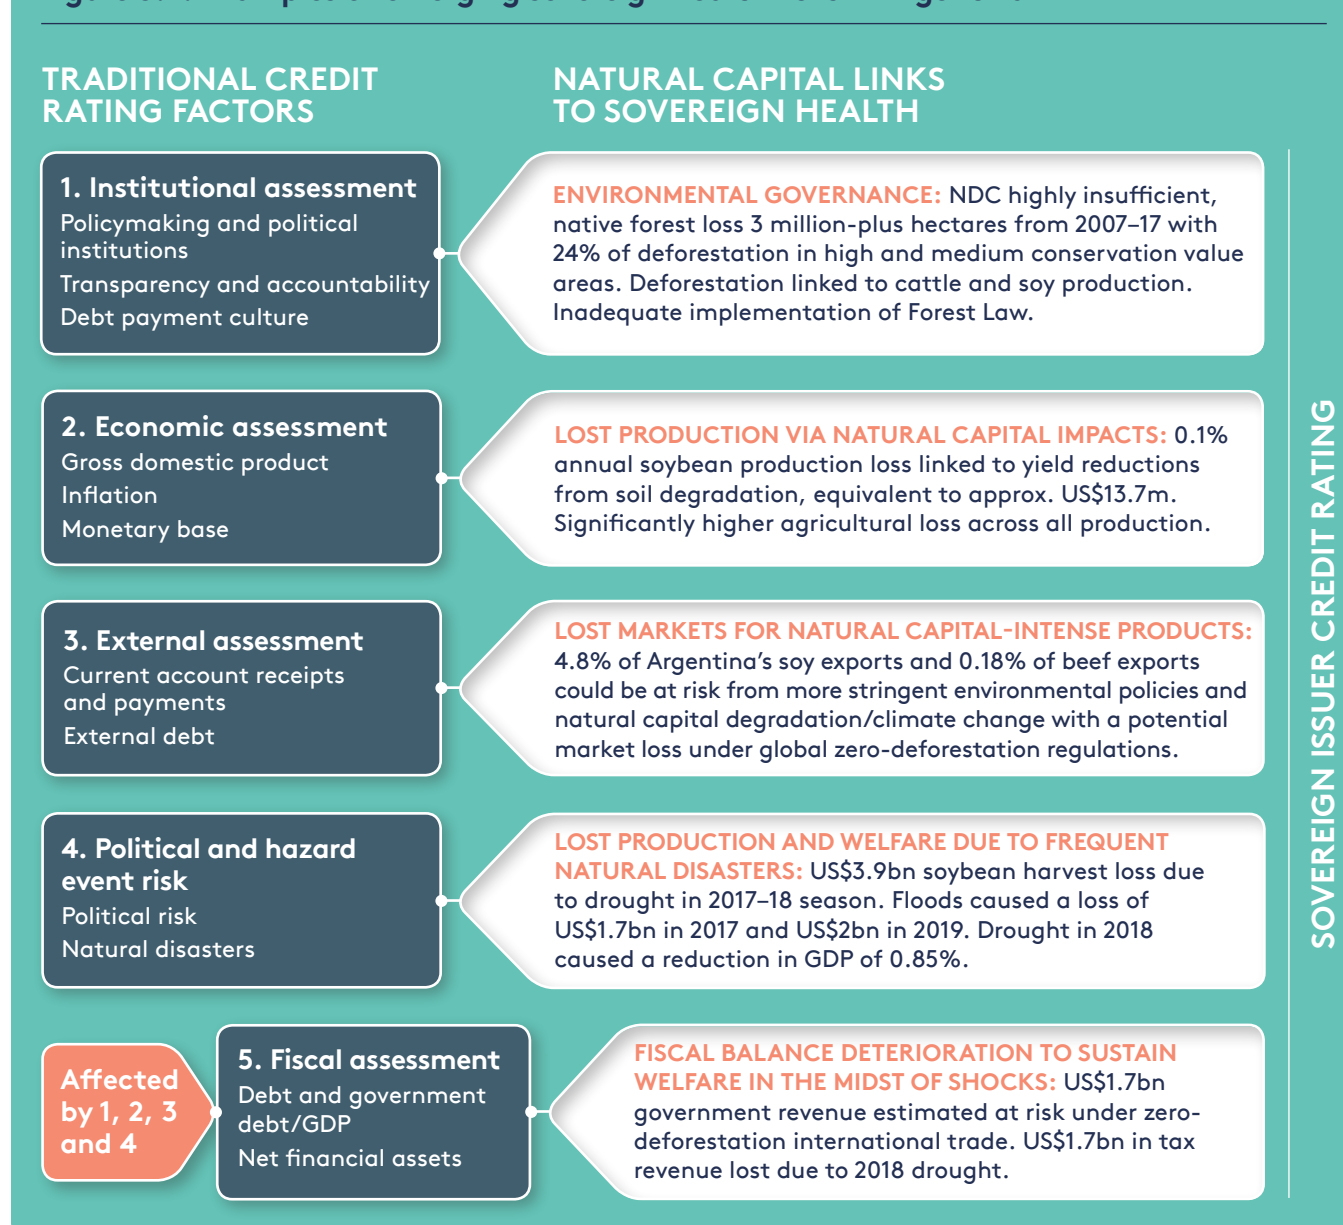 TRADITIONAL CREDIT
RATING FACTORS
NATURAL CAPITAL LINKS
TO SOVEREIGN HEALTH
1. Institutional assessment
Policymaking and political
institutions
Transparency and accountability
Debt payment culture
ENVIRONMENTAL GOVERNANCE: NDC highly insufficient,
native forest loss 3 million-plus hectares from 2007–17 with
24% of deforestation in high and medium conservation value
areas. Deforestation linked to cattle and soy production.
Inadequate implementation of Forest Law.
2. Economic assessment
Gross domestic product
Inflation
Monetary base
LOST PRODUCTION VIA NATURAL CAPITAL IMPACTS: 0.1%
annual soybean production loss linked to yield reductions
from soil degradation, equivalent to approx. US$13.7m.
Significantly higher agricultural loss across all production.
3. External assessment
Current account receipts
and payments
External debt
LOST MARKETS FOR NATURAL CAPITAL-INTENSE PRODUCTS:
4.8% of Argentina's soy exports and 0.18% of beef exports
could be at risk from more stringent environmental policies and
natural capital degradation/climate change with a potential
market loss under global zero-deforestation regulations.
4. Political and hazard
event risk
Political risk
Natural disasters
LOST PRODUCTION AND WELFARE DUE TO FREQUENT
NATURAL DISASTERS: US$3.9bn soybean harvest loss due
to drought in 2017–18 season. Floods caused a loss of
US$1.7bn in 2017 and US$2bn in 2019. Drought in 2018
caused a reduction in GDP of 0.85%.
Affected
by 1, 2, 3
and 4
5. Fiscal assessment
Debt and government
debt/GDP
Net financial assets
FISCAL BALANCE DETERIORATION TO SUSTAIN
WELFARE IN THE MIDST OF SHOCKS: US$1.7bn
government revenue estimated at risk under zero-
deforestation international trade. US$1.7bn in tax
revenue lost due to 2018 drought.
SOVEREIGN ISSUER CREDIT RATING